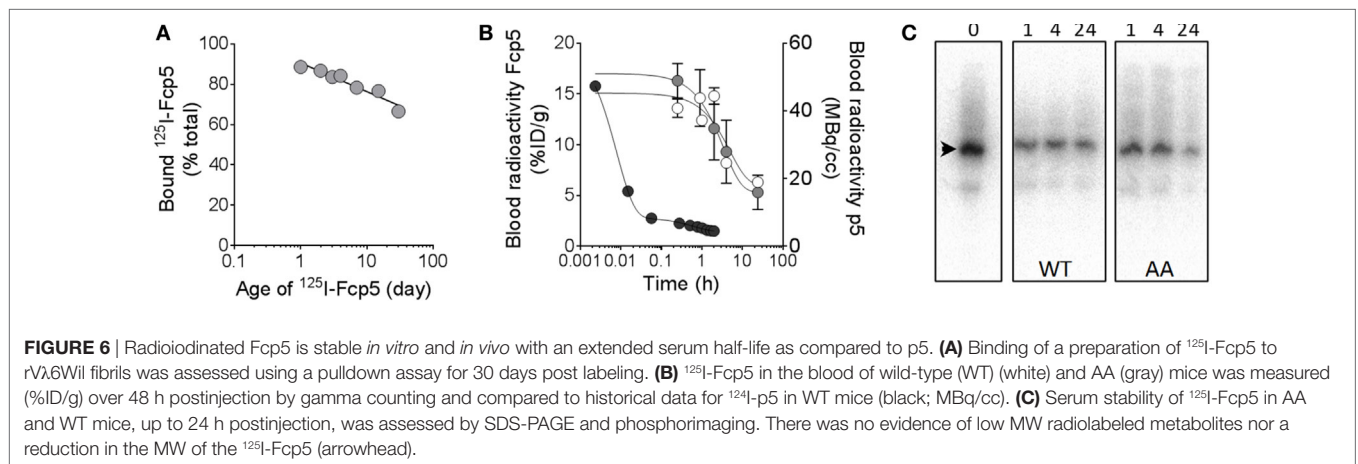 A
100
80
60
40
20
0
0.1 1 10 100
Bound ¹²⁵I-Fcp5
(% total)
Age of ¹²⁵I-Fcp5 (day)
B
20
15
10
5
0
60
40
20
0
0.001 0.01 0.1 1 10 100
Blood radioactivity Fcp5
(%ID/g)
Blood radioactivity p5
(MBq/cc)
Time (h)
C
0 1 4 24 1 4 24
WT AA
FIGURE 6 | Radioiodinated Fcp5 is stable in vitro and in vivo with an extended serum half-life as compared to p5. (A) Binding of a preparation of ¹²⁵I-Fcp5 to
rVλ6Wil fibrils was assessed using a pulldown assay for 30 days post labeling. (B) ¹²⁵I-Fcp5 in the blood of wild-type (WT) (white) and AA (gray) mice was measured
(%ID/g) over 48 h postinjection by gamma counting and compared to historical data for ¹²⁴I-p5 in WT mice (black; MBq/cc). (C) Serum stability of ¹²⁵I-Fcp5 in AA
and WT mice, up to 24 h postinjection, was assessed by SDS-PAGE and phosphorimaging. There was no evidence of low MW radiolabeled metabolites nor a
reduction in the MW of the ¹²⁵I-Fcp5 (arrowhead).